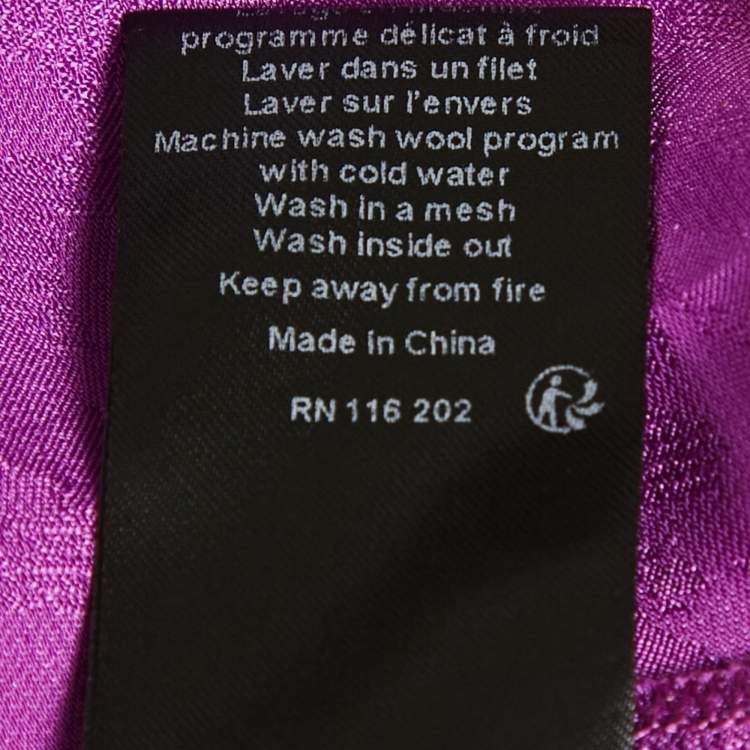 programme délicat à froid
Laver dans un filet
Laver sur l'envers
Machine wash wool program
with cold water
Wash in a mesh
Wash inside out
Keep away from fire
Made in China
RN 116 202